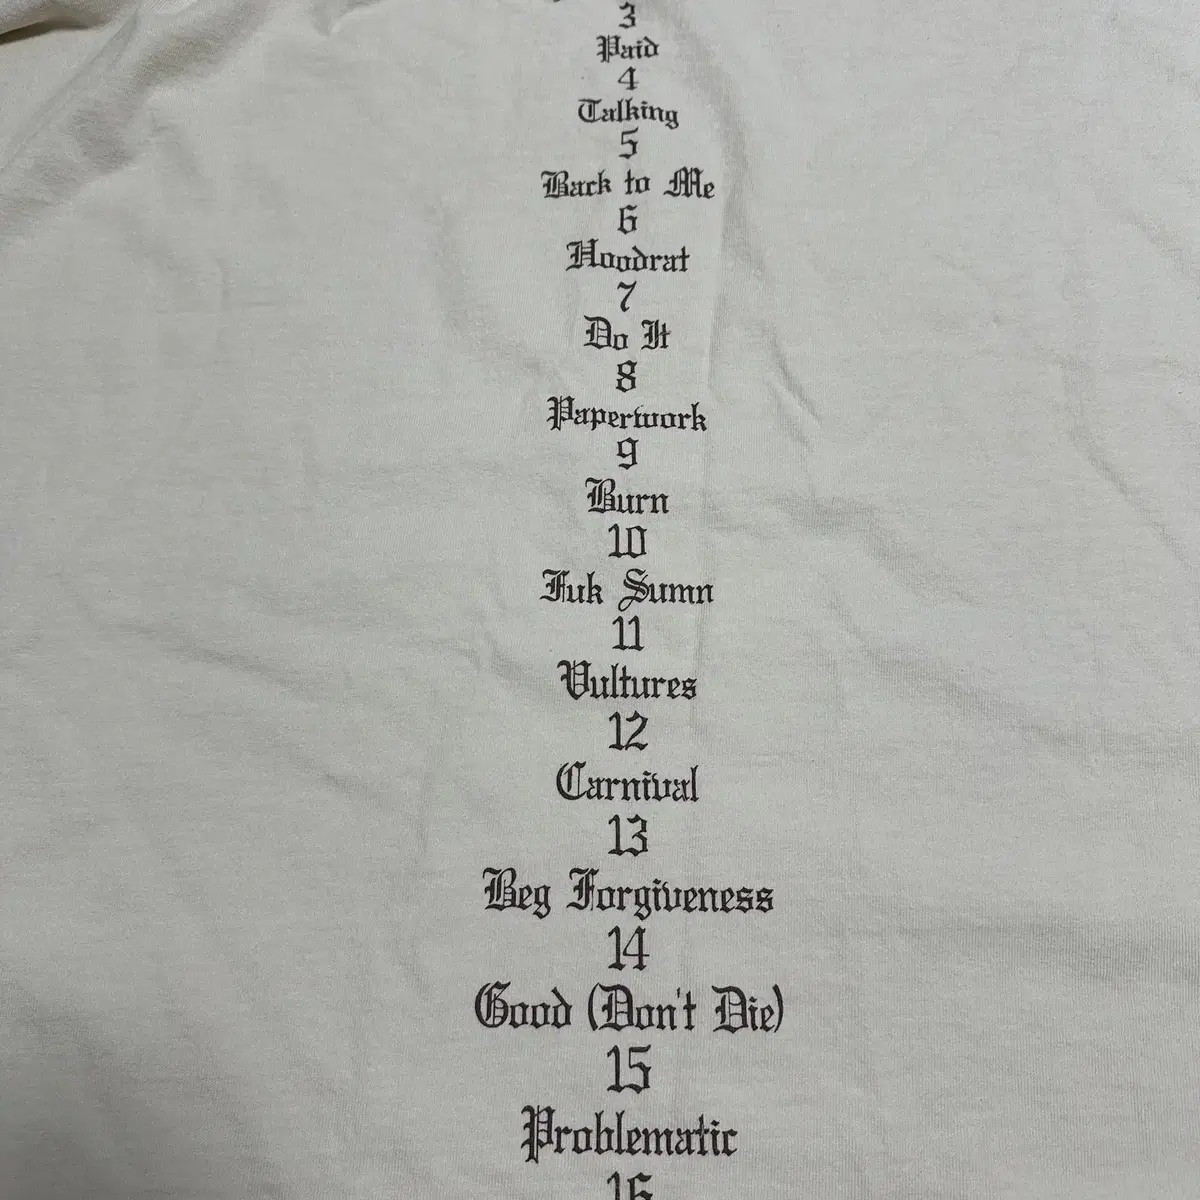 3
Paid
4
Talking
5
Back to Me
6
Hoodrat
7
Do It
8
Paperwork
9
Burn
10
Fuk Sumn
11
Vultures
12
Carnival
13
Beg Forgiveness
14
Good (Don't Die)
15
Problematic
16